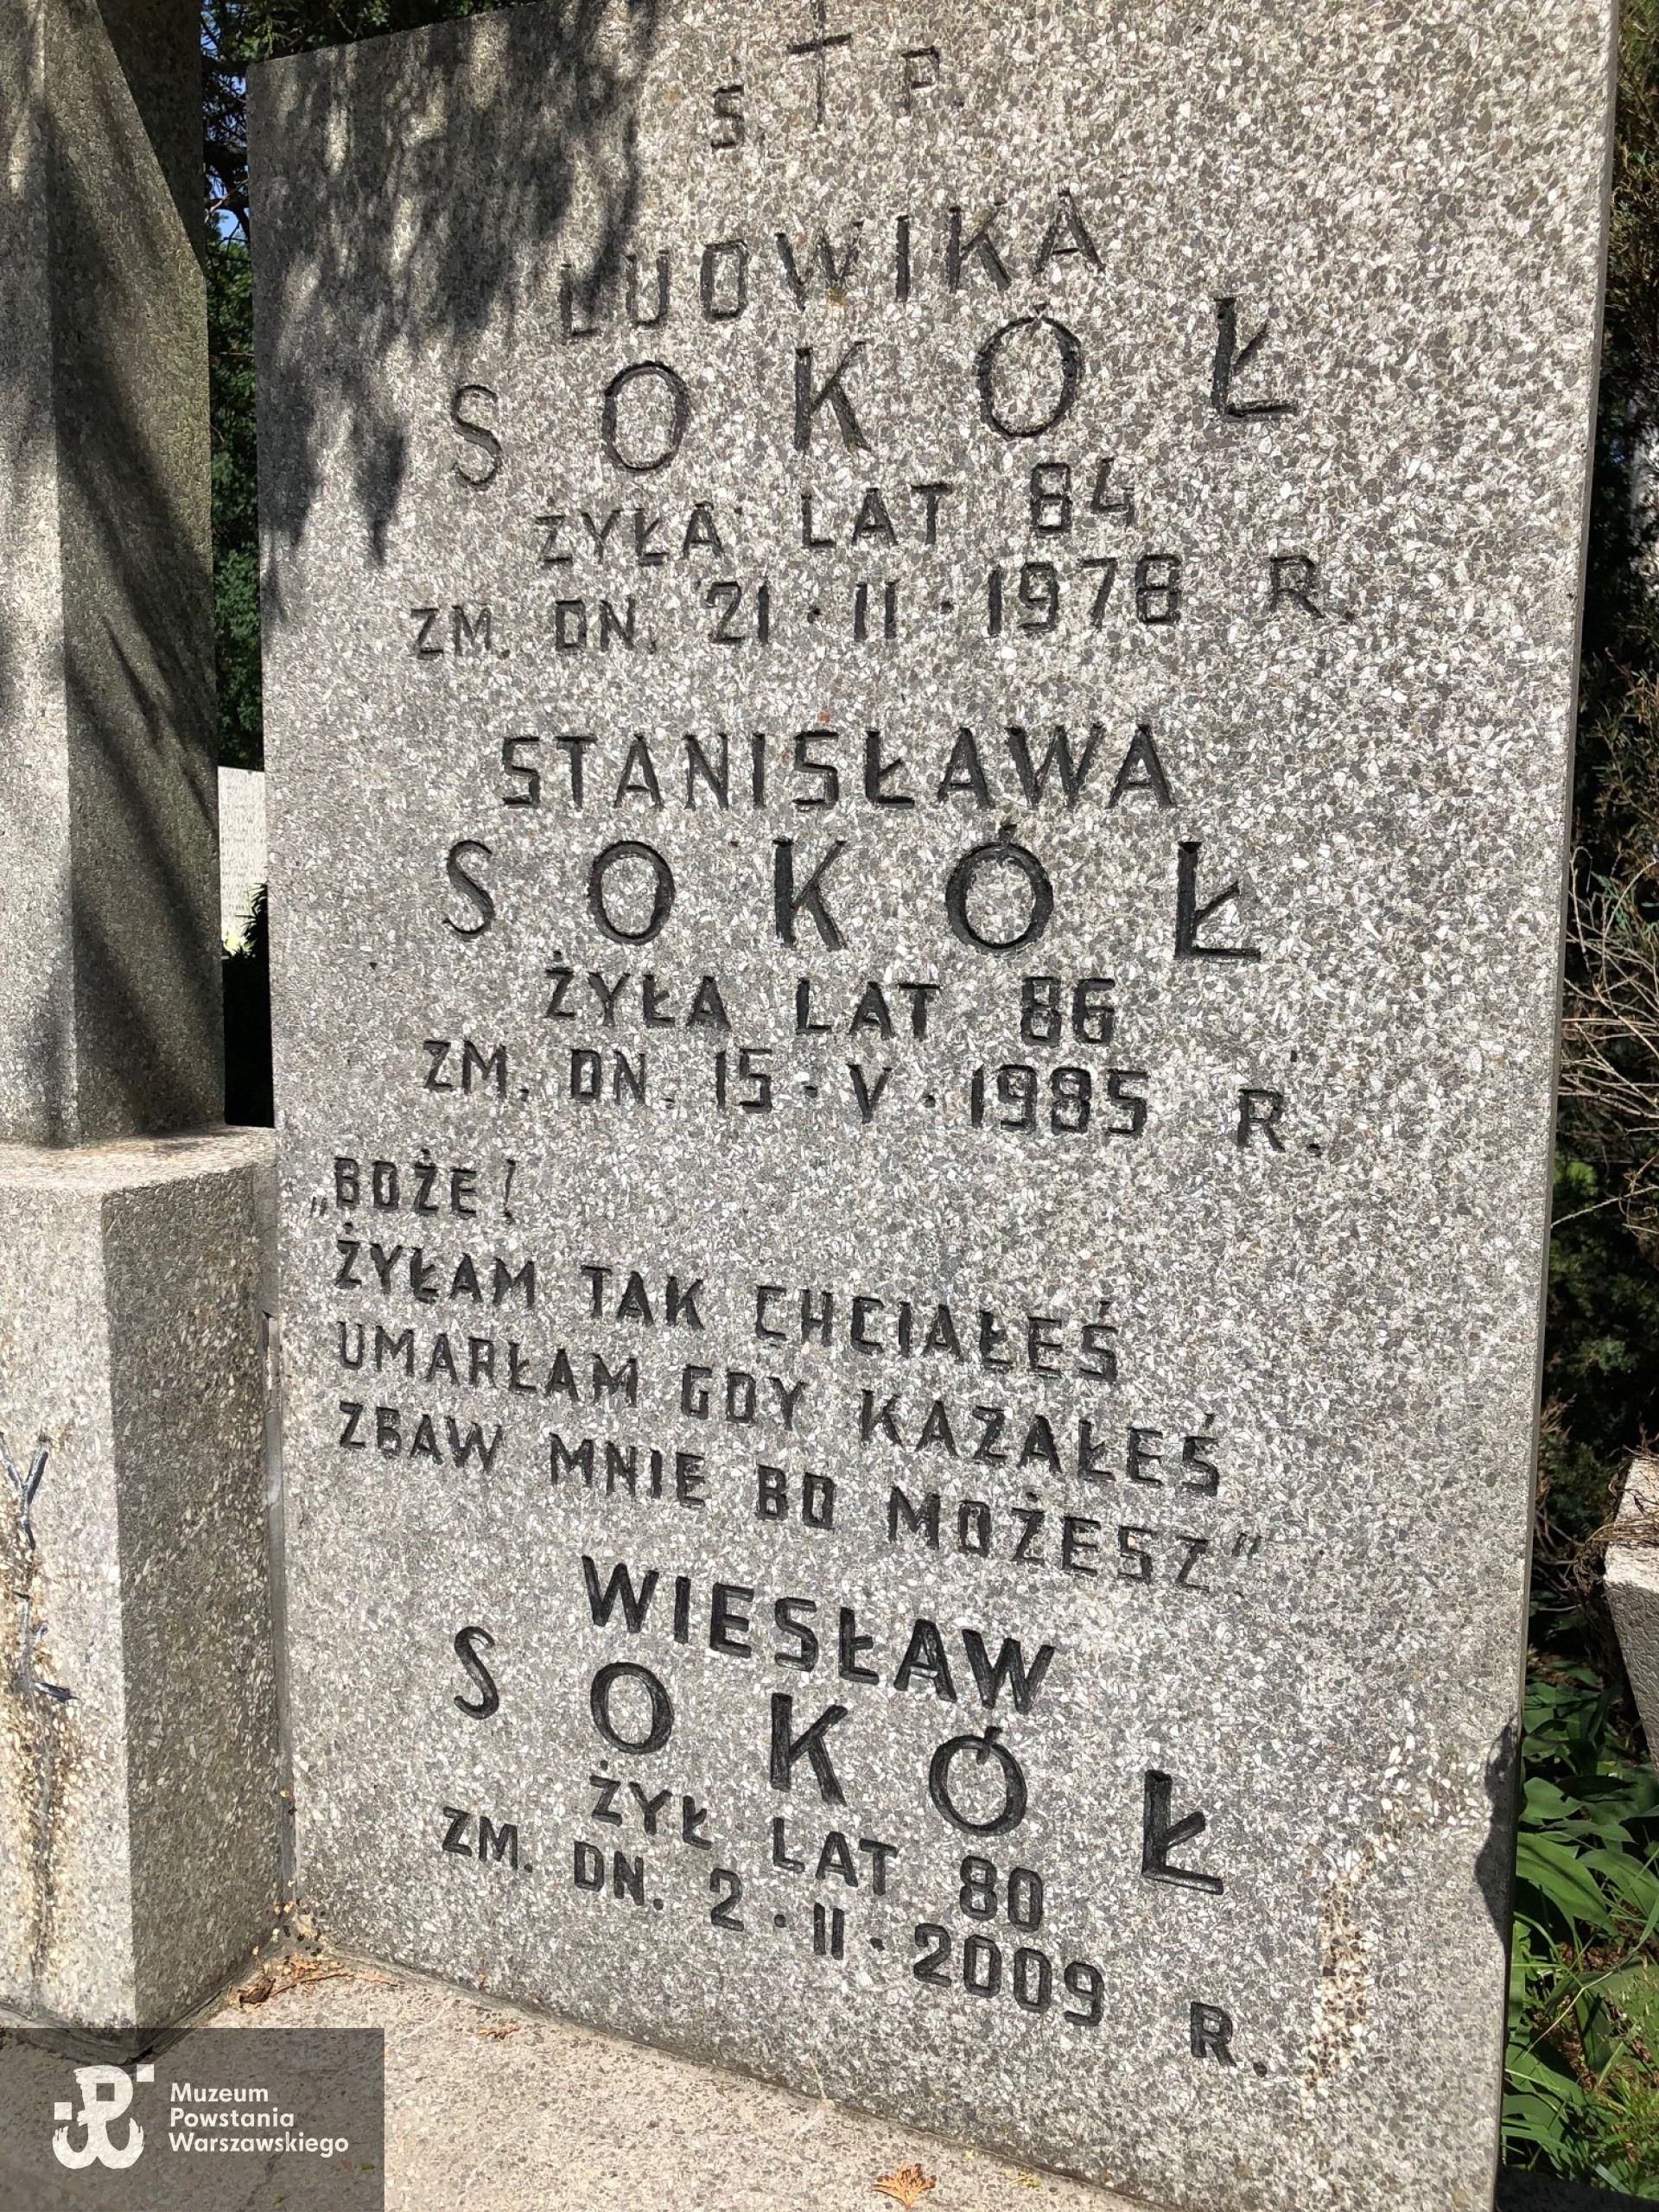 Ś. † P.
LUDWIKA
SOKÓŁ
ŻYŁA LAT 84
ZM. DN. 21·II·1978 R.
STANISŁAWA
SOKÓŁ
ŻYŁA LAT 86
ZM. DN. 15·V·1985 R.
„BOŻE!
ŻYŁAM TAK CHCIAŁEŚ
UMARŁAM GDY KAZAŁEŚ
ZBAW MNIE BO MOŻESZ."
WIESŁAW
SOKÓŁ
ŻYŁ LAT 80
ZM. DN. 2·II·2009 R.
Muzeum
Powstania
Warszawskiego